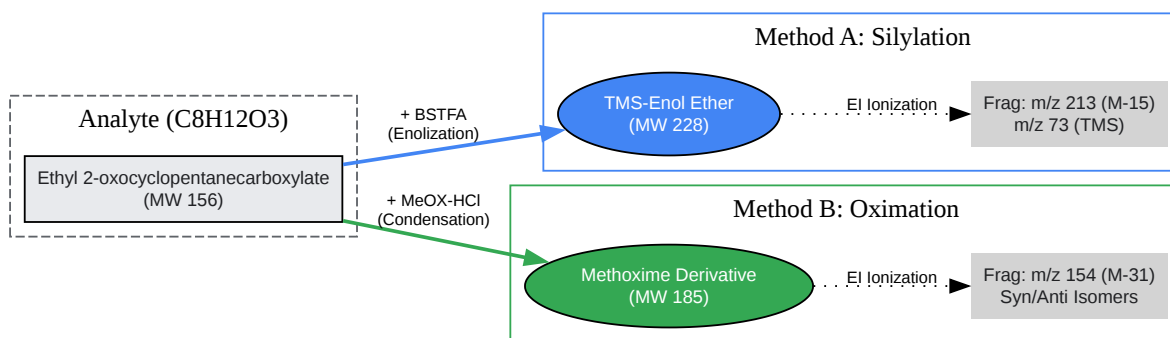 Analyte (C8H12O3)
Ethyl 2-oxocyclopentanecarboxylate
(MW 156)
+ BSTFA
(Enolization)
+ MeOX-HCl
(Condensation)
Method A: Silylation
TMS-Enol Ether
(MW 228)
EI Ionization
Frag: m/z 213 (M-15)
m/z 73 (TMS)
Method B: Oximation
Methoxime Derivative
(MW 185)
EI Ionization
Frag: m/z 154 (M-31)
Syn/Anti Isomers